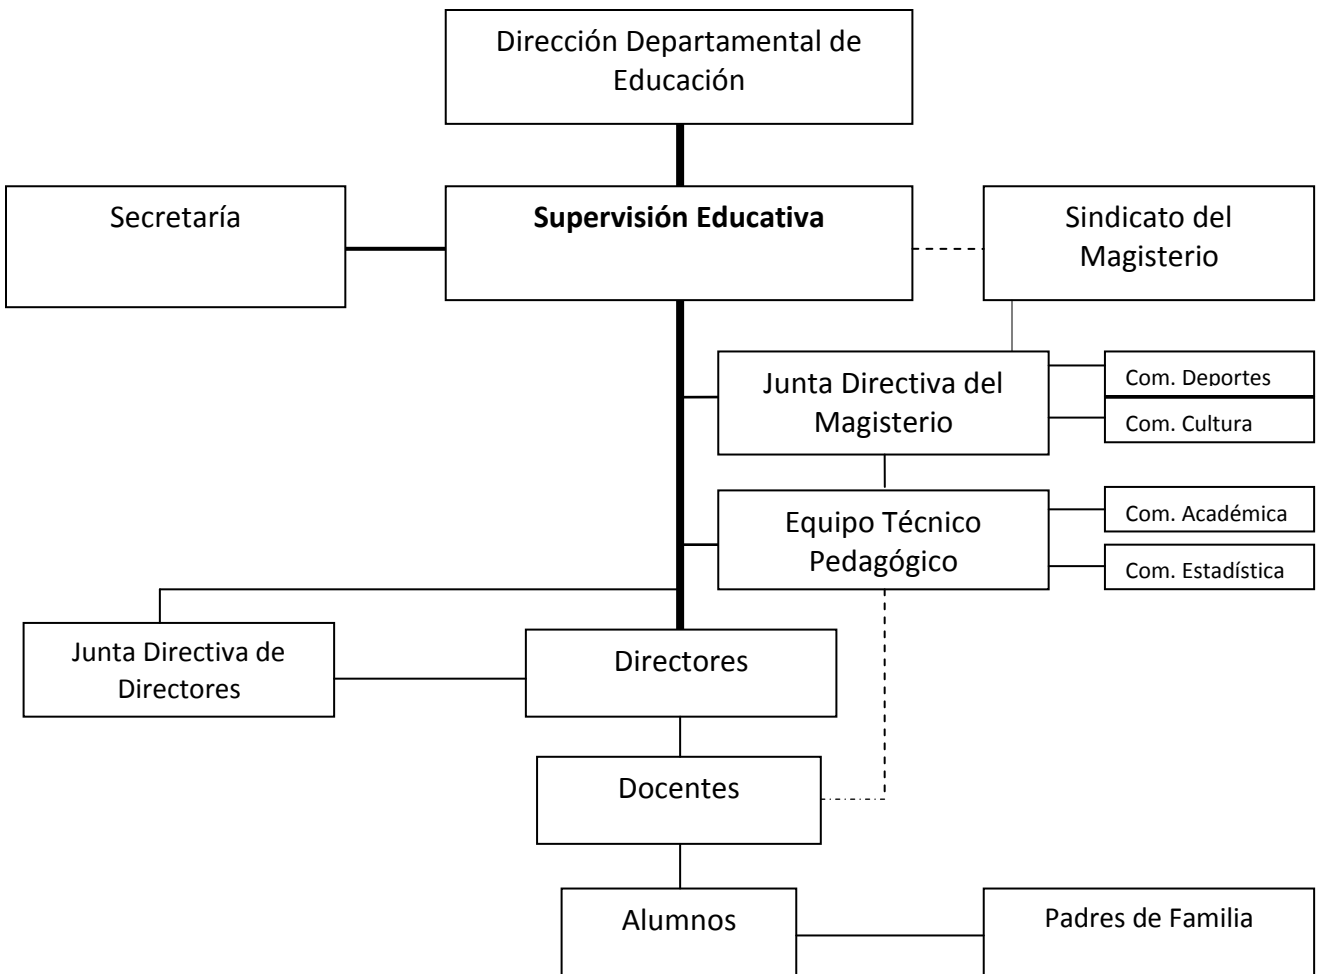 Dirección Departamental de
Educación
Secretaría
Supervisión Educativa
Sindicato del
Magisterio
Junta Directiva del
Magisterio
Com. Deportes
Com. Cultura
Equipo Técnico
Pedagógico
Com. Académica
Com. Estadística
Junta Directiva de
Directores
Directores
Docentes
Alumnos
Padres de Familia